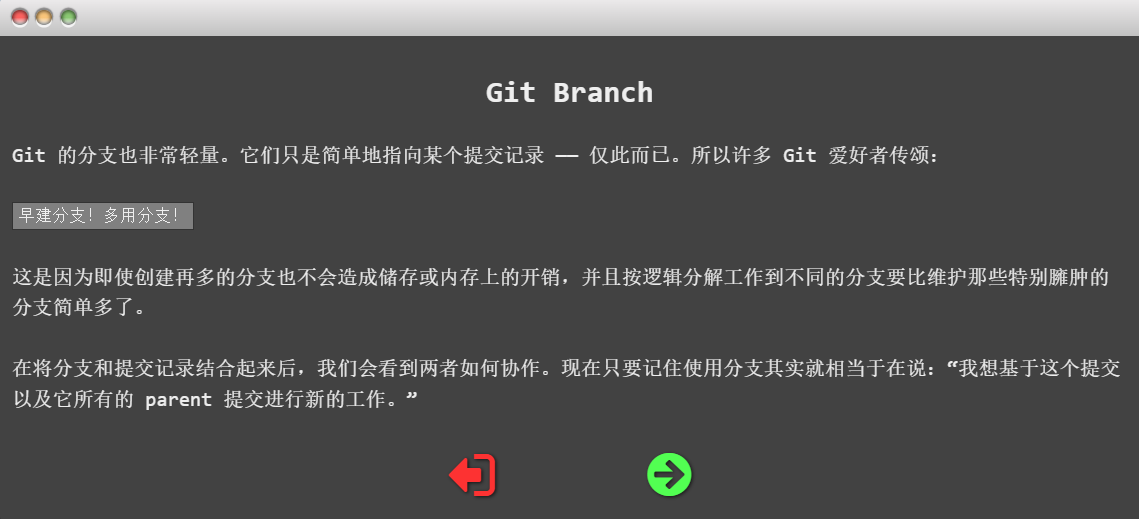 Git Branch
Git 的分支也非常轻量。它们只是简单地指向某个提交记录 —— 仅此而已。所以许多 Git 爱好者传颂：
早建分支！多用分支！
这是因为即使创建再多的分支也不会造成储存或内存上的开销，并且按逻辑分解工作到不同的分支要比维护那些特别臃肿的
分支简单多了。
在将分支和提交记录结合起来后，我们会看到两者如何协作。现在只要记住使用分支其实就相当于在说：“我想基于这个提交
以及它所有的 parent 提交进行新的工作。”